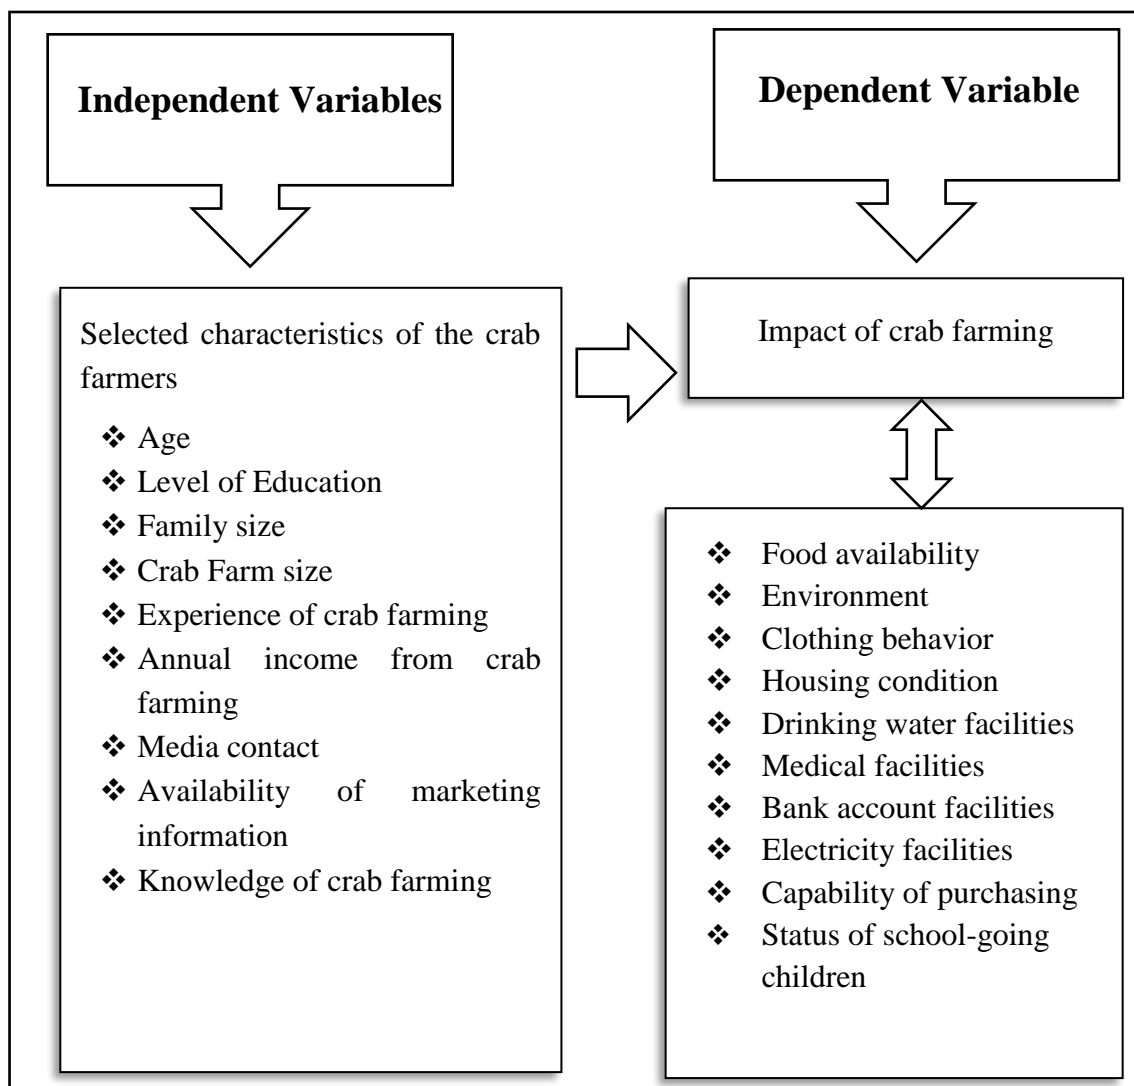 Independent Variables
Dependent Variable
Selected characteristics of the crab
farmers
❖ Age
❖ Level of Education
❖ Family size
❖ Crab Farm size
❖ Experience of crab farming
❖ Annual income from crab
farming
❖ Media contact
❖ Availability of marketing
information
❖ Knowledge of crab farming
Impact of crab farming
❖ Food availability
❖ Environment
❖ Clothing behavior
❖ Housing condition
❖ Drinking water facilities
❖ Medical facilities
❖ Bank account facilities
❖ Electricity facilities
❖ Capability of purchasing
❖ Status of school-going
children